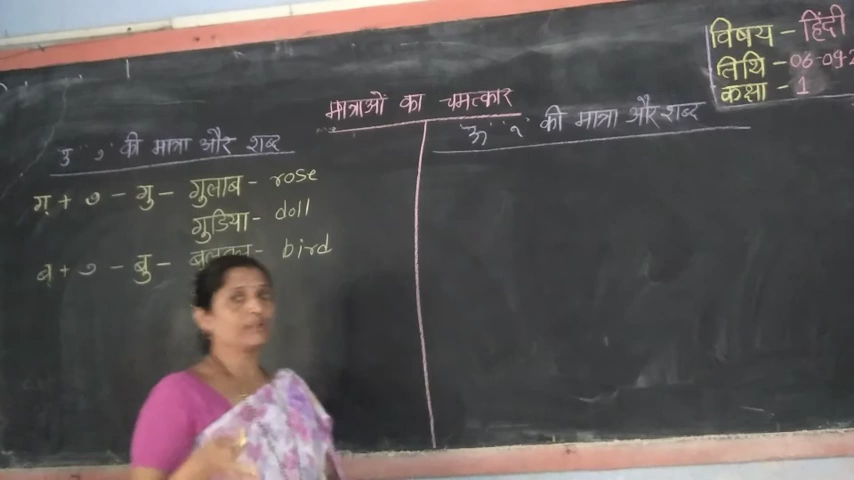 विषय - हिंदी
तिथि - 06-09-2
कक्षा - 1
मात्राओं का चमत्कार
उ " ु " की मात्रा और शब्द
ग् + ु - गु - गुलाब - rose
गुडिया - doll
ब् + ु - बु - bird
ऊ " ू " की मात्रा और शब्द